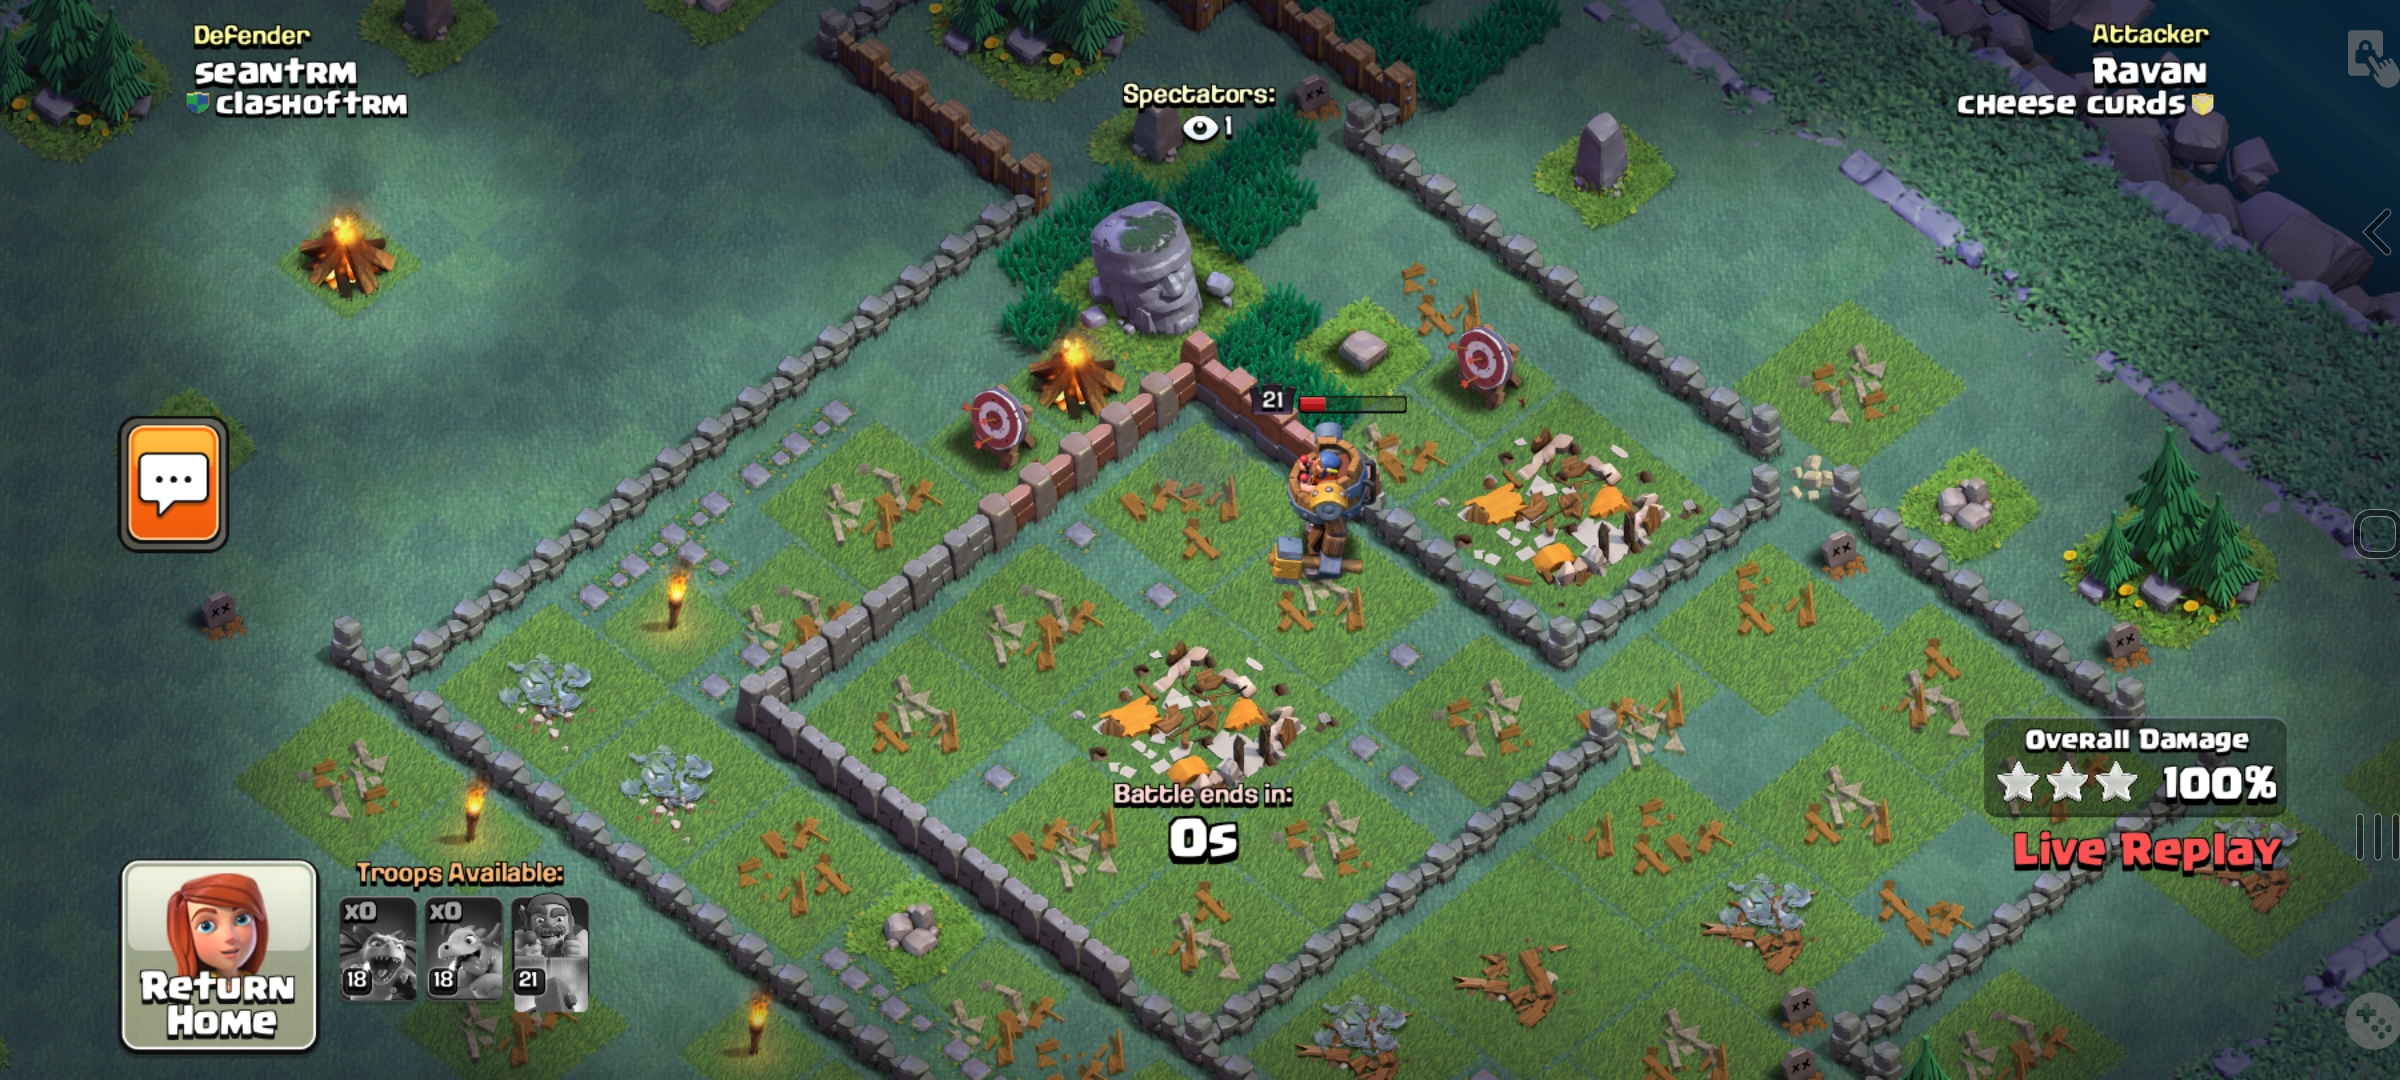 Defender
seantRM
clashoftRM
Spectators:
1
Attacker
Ravan
cheese curds
21
Battle ends in:
0s
Overall Damage
100%
Live Replay
Troops Available:
x0
x0
18
18
21
Return
Home